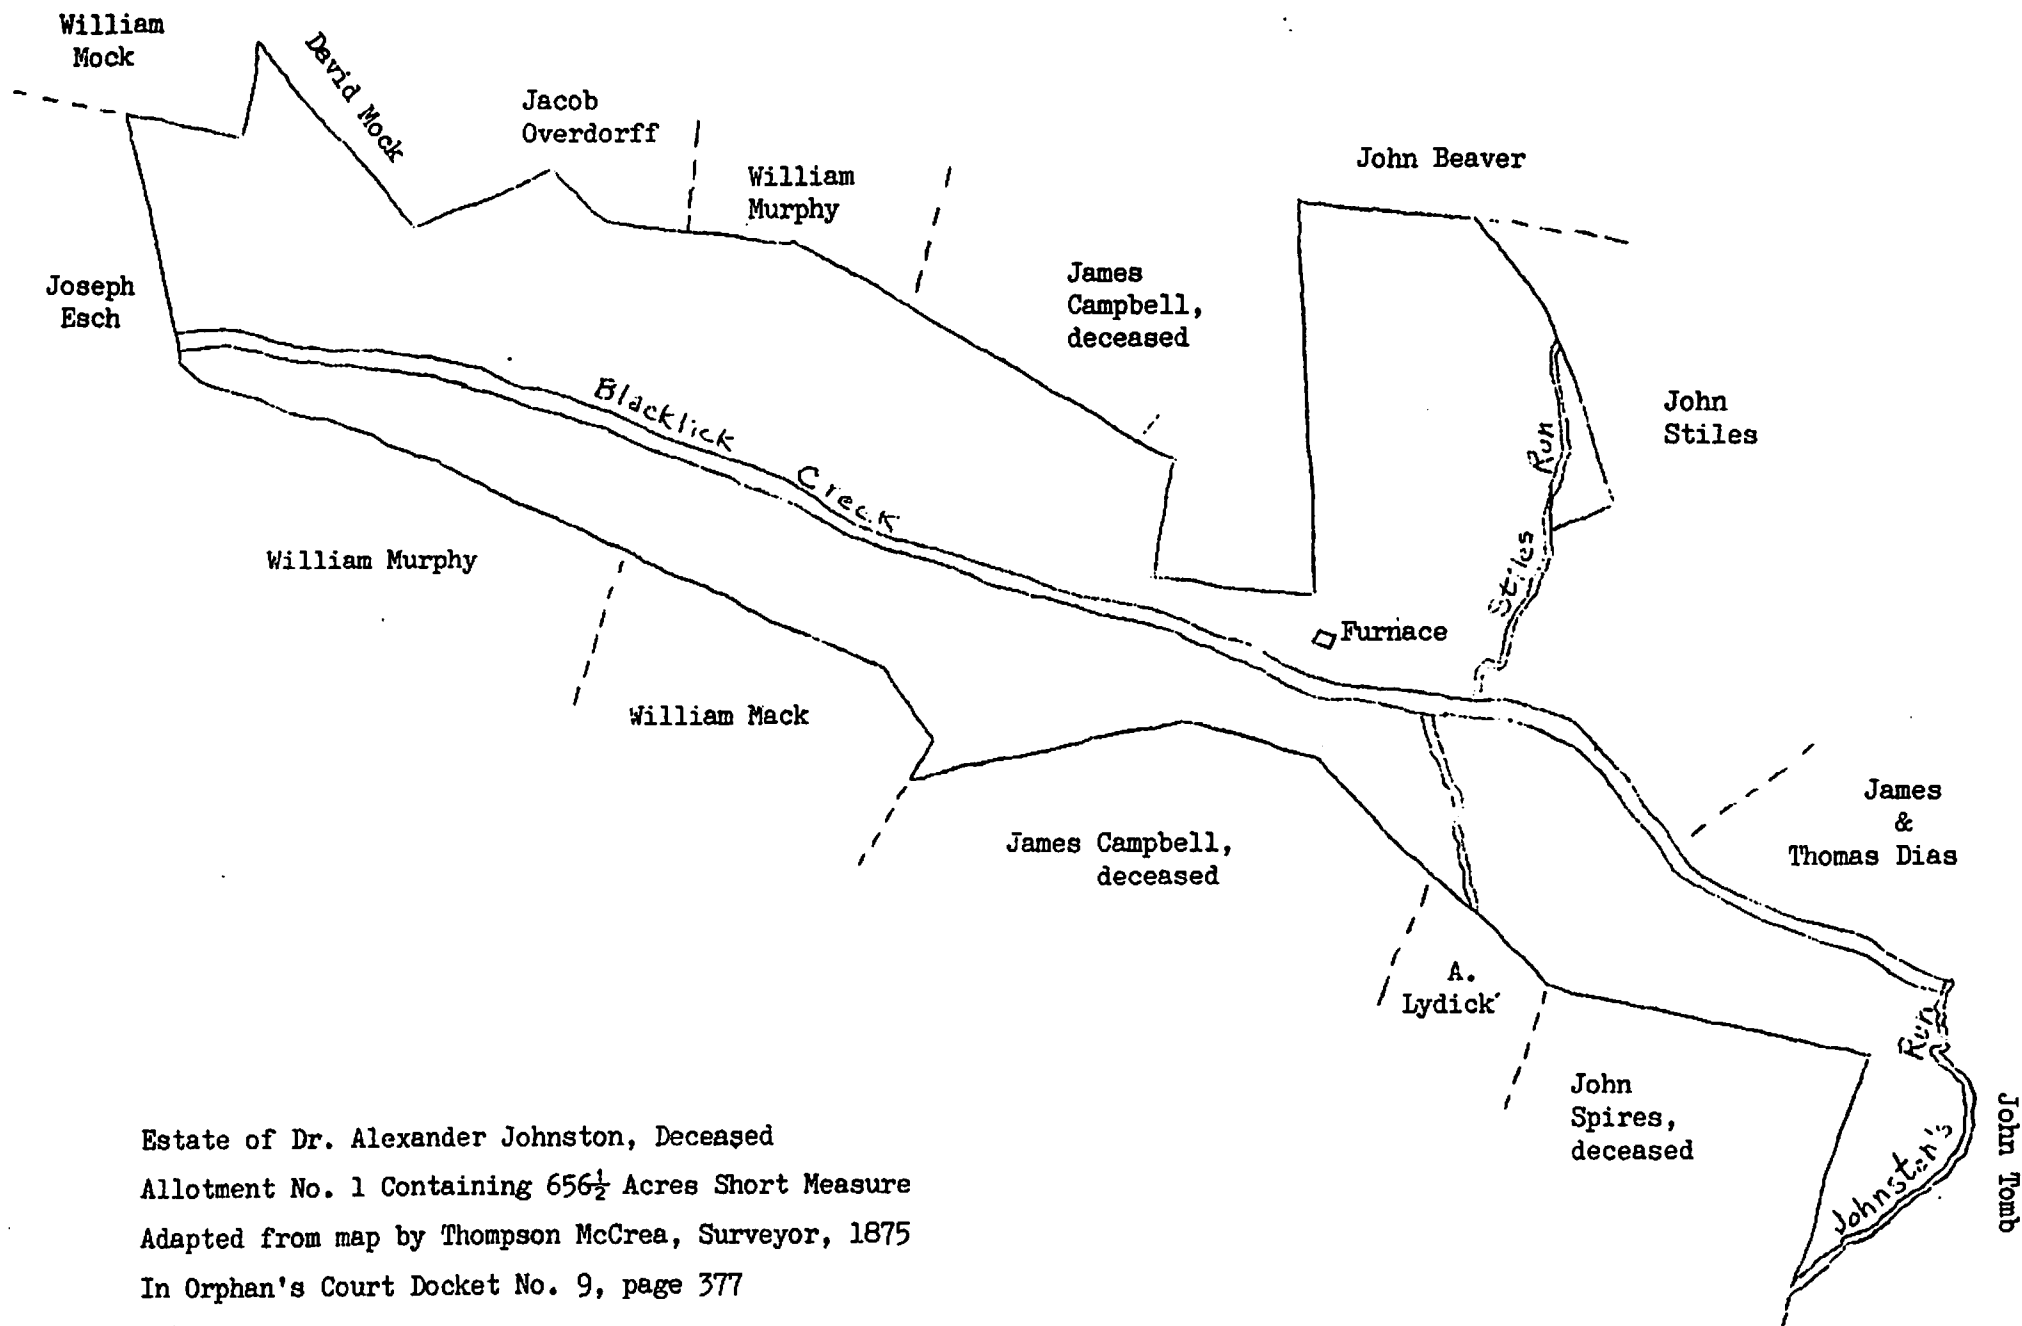 William
Mock
David Mock
Jacob
Overdorff
William
Murphy
John Beaver
James
Campbell,
deceased
Joseph
Esch
Blacklick Creek
John
Stiles
Stiles Run
William Murphy
Furnace
William Mack
James
&
Thomas Dias
James Campbell,
deceased
A.
Lydick
John
Spires,
deceased
Johnston's Run
John Tomb
Estate of Dr. Alexander Johnston, Deceased
Allotment No. 1 Containing 656½ Acres Short Measure
Adapted from map by Thompson McCrea, Surveyor, 1875
In Orphan's Court Docket No. 9, page 377